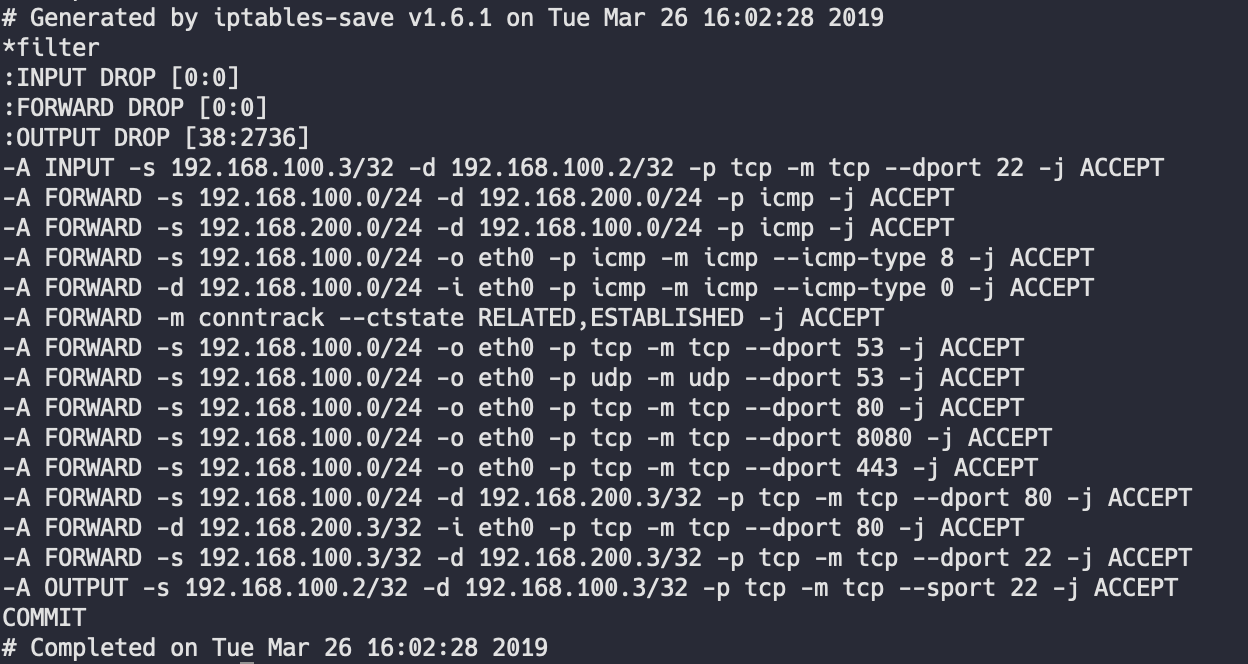 # Generated by iptables-save v1.6.1 on Tue Mar 26 16:02:28 2019
*filter
:INPUT DROP [0:0]
:FORWARD DROP [0:0]
:OUTPUT DROP [38:2736]
-A INPUT -s 192.168.100.3/32 -d 192.168.100.2/32 -p tcp -m tcp --dport 22 -j ACCEPT
-A FORWARD -s 192.168.100.0/24 -d 192.168.200.0/24 -p icmp -j ACCEPT
-A FORWARD -s 192.168.200.0/24 -d 192.168.100.0/24 -p icmp -j ACCEPT
-A FORWARD -s 192.168.100.0/24 -o eth0 -p icmp -m icmp --icmp-type 8 -j ACCEPT
-A FORWARD -d 192.168.100.0/24 -i eth0 -p icmp -m icmp --icmp-type 0 -j ACCEPT
-A FORWARD -m conntrack --ctstate RELATED,ESTABLISHED -j ACCEPT
-A FORWARD -s 192.168.100.0/24 -o eth0 -p tcp -m tcp --dport 53 -j ACCEPT
-A FORWARD -s 192.168.100.0/24 -o eth0 -p udp -m udp --dport 53 -j ACCEPT
-A FORWARD -s 192.168.100.0/24 -o eth0 -p tcp -m tcp --dport 80 -j ACCEPT
-A FORWARD -s 192.168.100.0/24 -o eth0 -p tcp -m tcp --dport 8080 -j ACCEPT
-A FORWARD -s 192.168.100.0/24 -o eth0 -p tcp -m tcp --dport 443 -j ACCEPT
-A FORWARD -s 192.168.100.0/24 -d 192.168.200.3/32 -p tcp -m tcp --dport 80 -j ACCEPT
-A FORWARD -d 192.168.200.3/32 -i eth0 -p tcp -m tcp --dport 80 -j ACCEPT
-A FORWARD -s 192.168.100.3/32 -d 192.168.200.3/32 -p tcp -m tcp --dport 22 -j ACCEPT
-A OUTPUT -s 192.168.100.2/32 -d 192.168.100.3/32 -p tcp -m tcp --sport 22 -j ACCEPT
COMMIT
# Completed on Tue Mar 26 16:02:28 2019